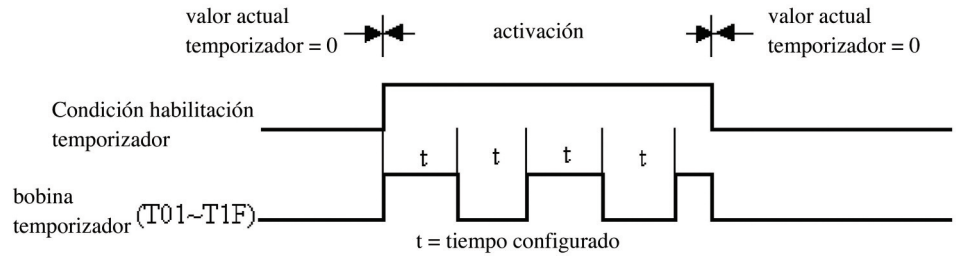 valor actual
temporizador = 0
activación
valor actual
temporizador = 0
Condición habilitación
temporizador
t t t t
bobina
temporizador (T01~T1F)
t = tiempo configurado